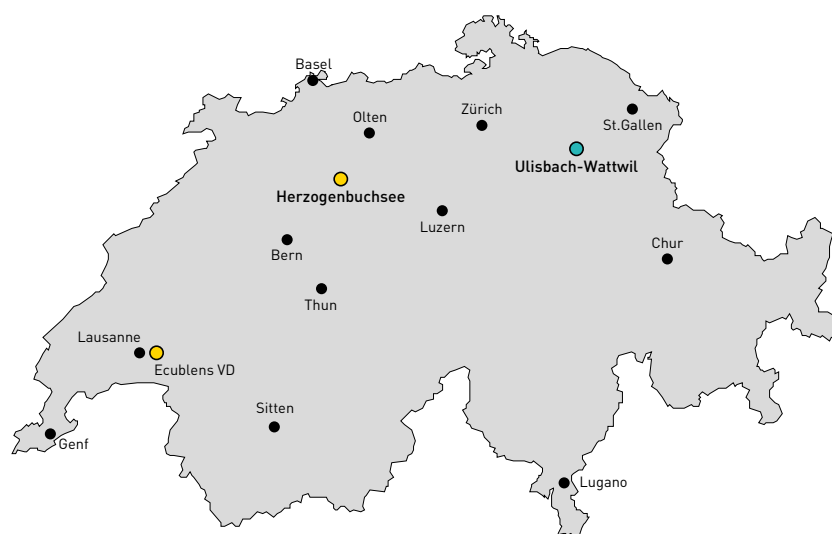 Basel
Olten
Zürich
St.Gallen
Ulisbach-Wattwil
Herzogenbuchsee
Luzern
Bern
Chur
Thun
Lausanne
Ecublens VD
Sitten
Genf
Lugano